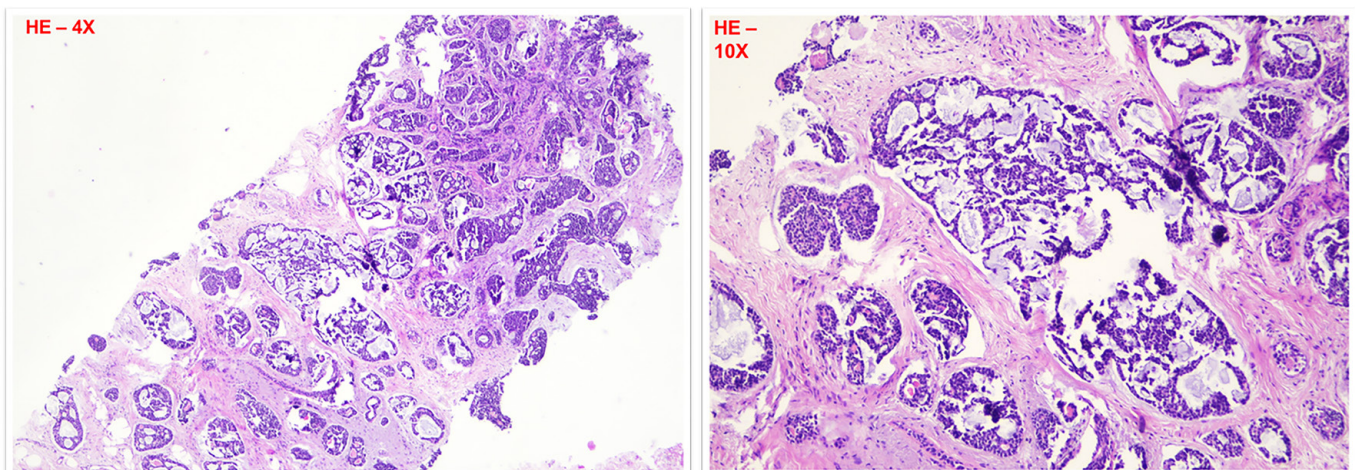 HE – 4X
HE –
10X